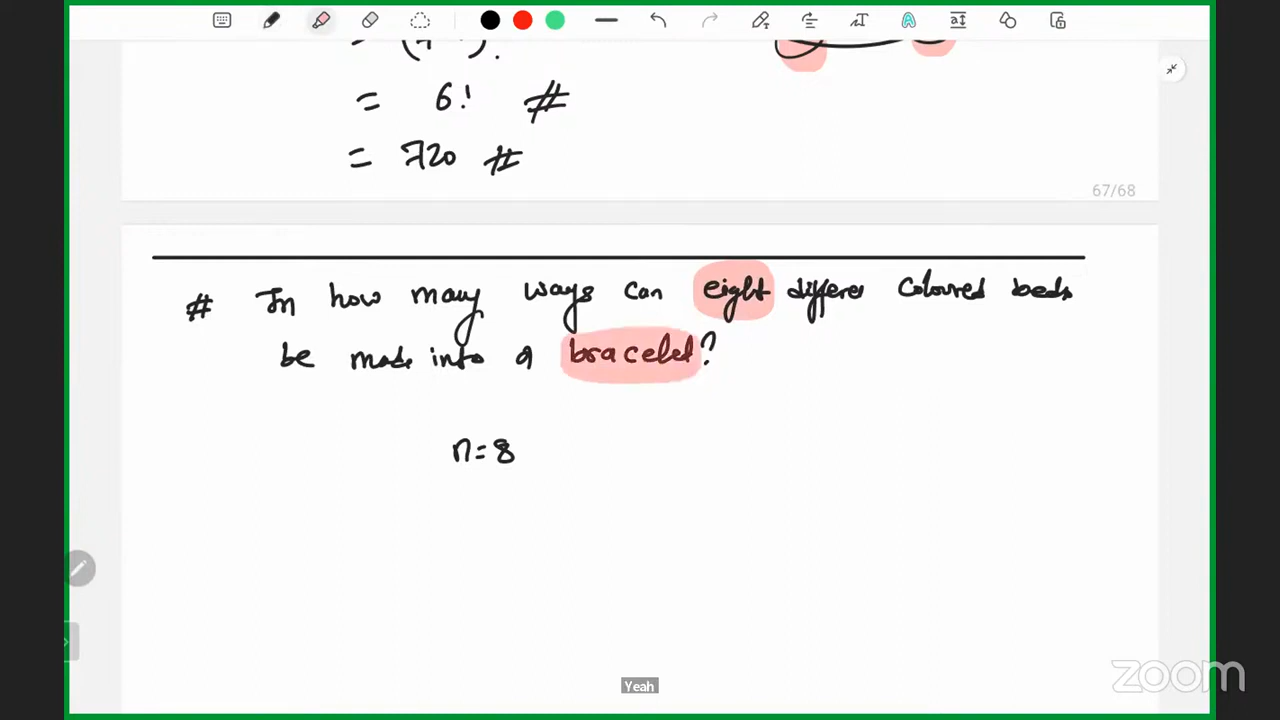 = 6! #
= 720 #
67/68
# In how many ways can eight differe coloured beds
be made into a bracelet?
n=8
Yeah
zoom